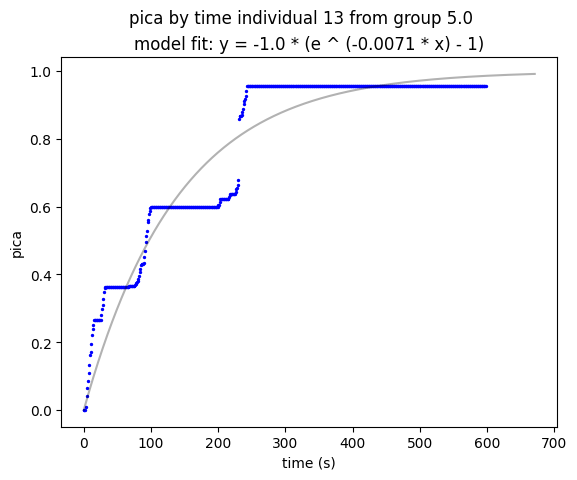 pica by time individual 13 from group 5.0
model fit: y = -1.0 * (e ^ (-0.0071 * x) - 1)
1.0
0.8
0.6
0.4
0.2
0.0
pica
0 100 200 300 400 500 600 700
time (s)